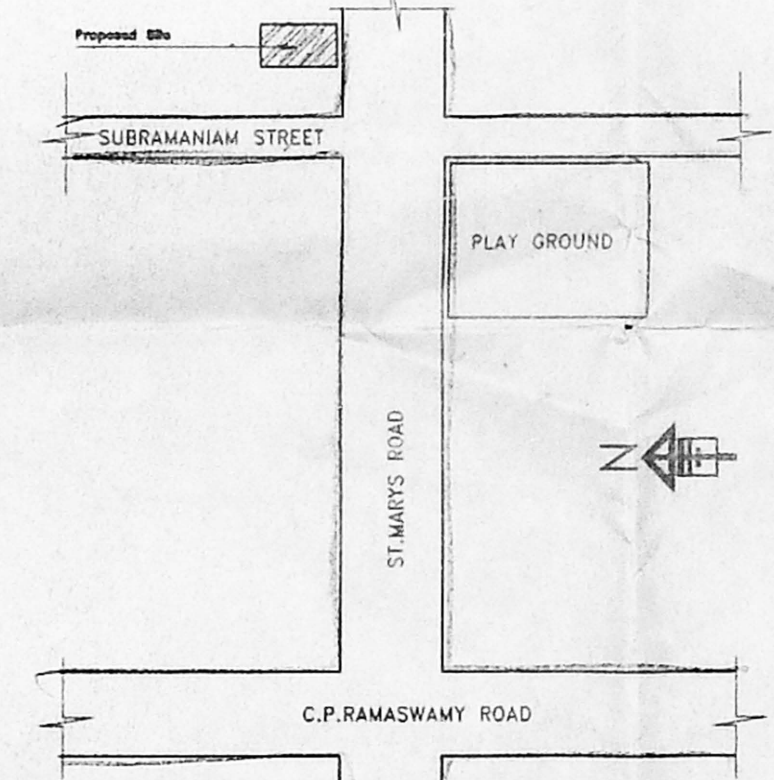 Proposed Site
SUBRAMANIAM STREET
PLAY GROUND
ST.MARYS ROAD
N
C.P.RAMASWAMY ROAD